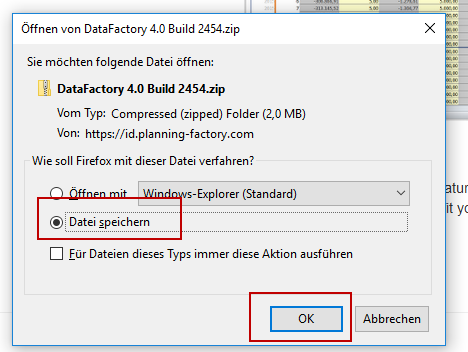 Öffnen von DataFactory 4.0 Build 2454.zip
Sie möchten folgende Datei öffnen:
DataFactory 4.0 Build 2454.zip
Vom Typ: Compressed (zipped) Folder (2,0 MB)
Von: https://id.planning-factory.com
Wie soll Firefox mit dieser Datei verfahren?
Öffnen mit Windows-Explorer (Standard)
Datei speichern
Für Dateien dieses Typs immer diese Aktion ausführen
OK Abbrechen